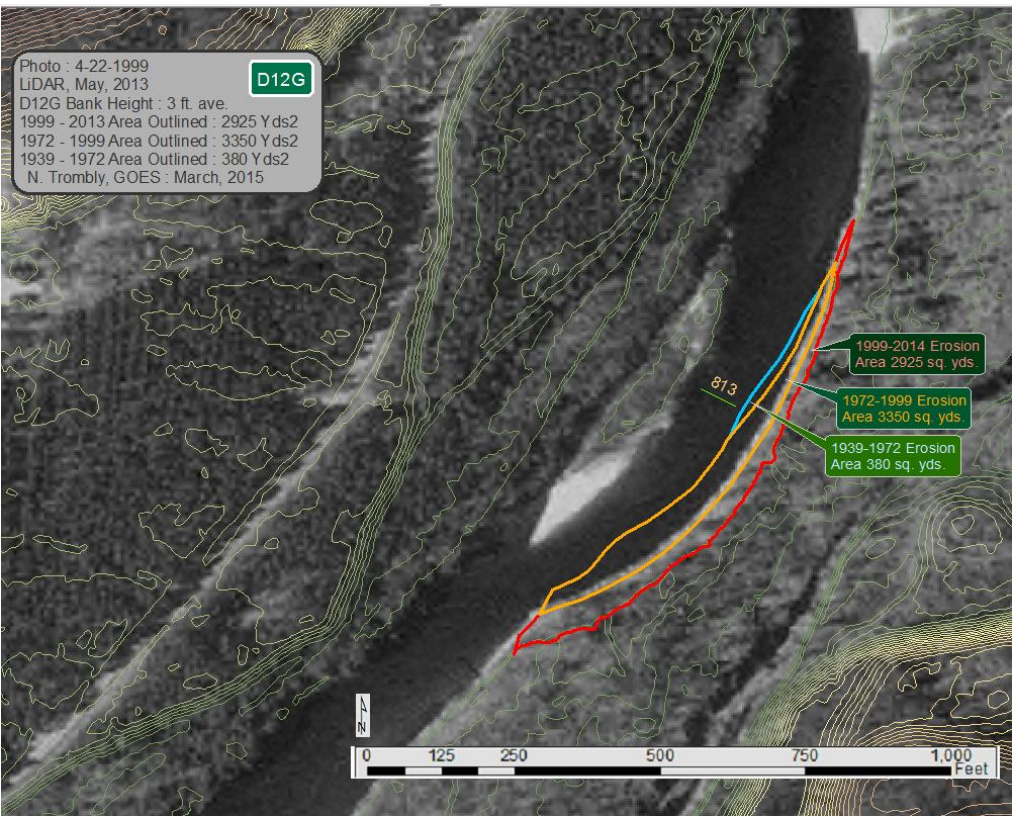 Photo : 4-22-1999
LiDAR, May, 2013
D12G
D12G Bank Height : 3 ft. ave.
1999 - 2013 Area Outlined : 2925 Yds2
1972 - 1999 Area Outlined : 3350 Yds2
1939 - 1972 Area Outlined : 380 Yds2
N. Trombly, GOES : March, 2015
1999-2014 Erosion
Area 2925 sq. yds.
813
1972-1999 Erosion
Area 3350 sq. yds.
1939-1972 Erosion
Area 380 sq. yds.
N
0 125 250 500 750 1,000
Feet